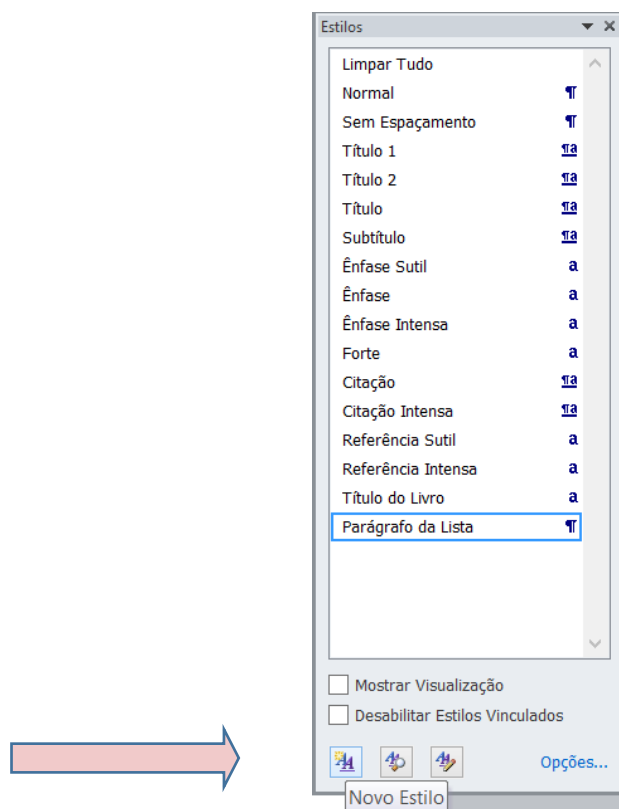 Estilos
Limpar Tudo
Normal ¶
Sem Espaçamento ¶
Título 1 ¶a
Título 2 ¶a
Título ¶a
Subtítulo ¶a
Ênfase Sutil a
Ênfase a
Ênfase Intensa a
Forte a
Citação ¶a
Citação Intensa ¶a
Referência Sutil a
Referência Intensa a
Título do Livro a
Parágrafo da Lista ¶
Mostrar Visualização
Desabilitar Estilos Vinculados
Opções...
Novo Estilo